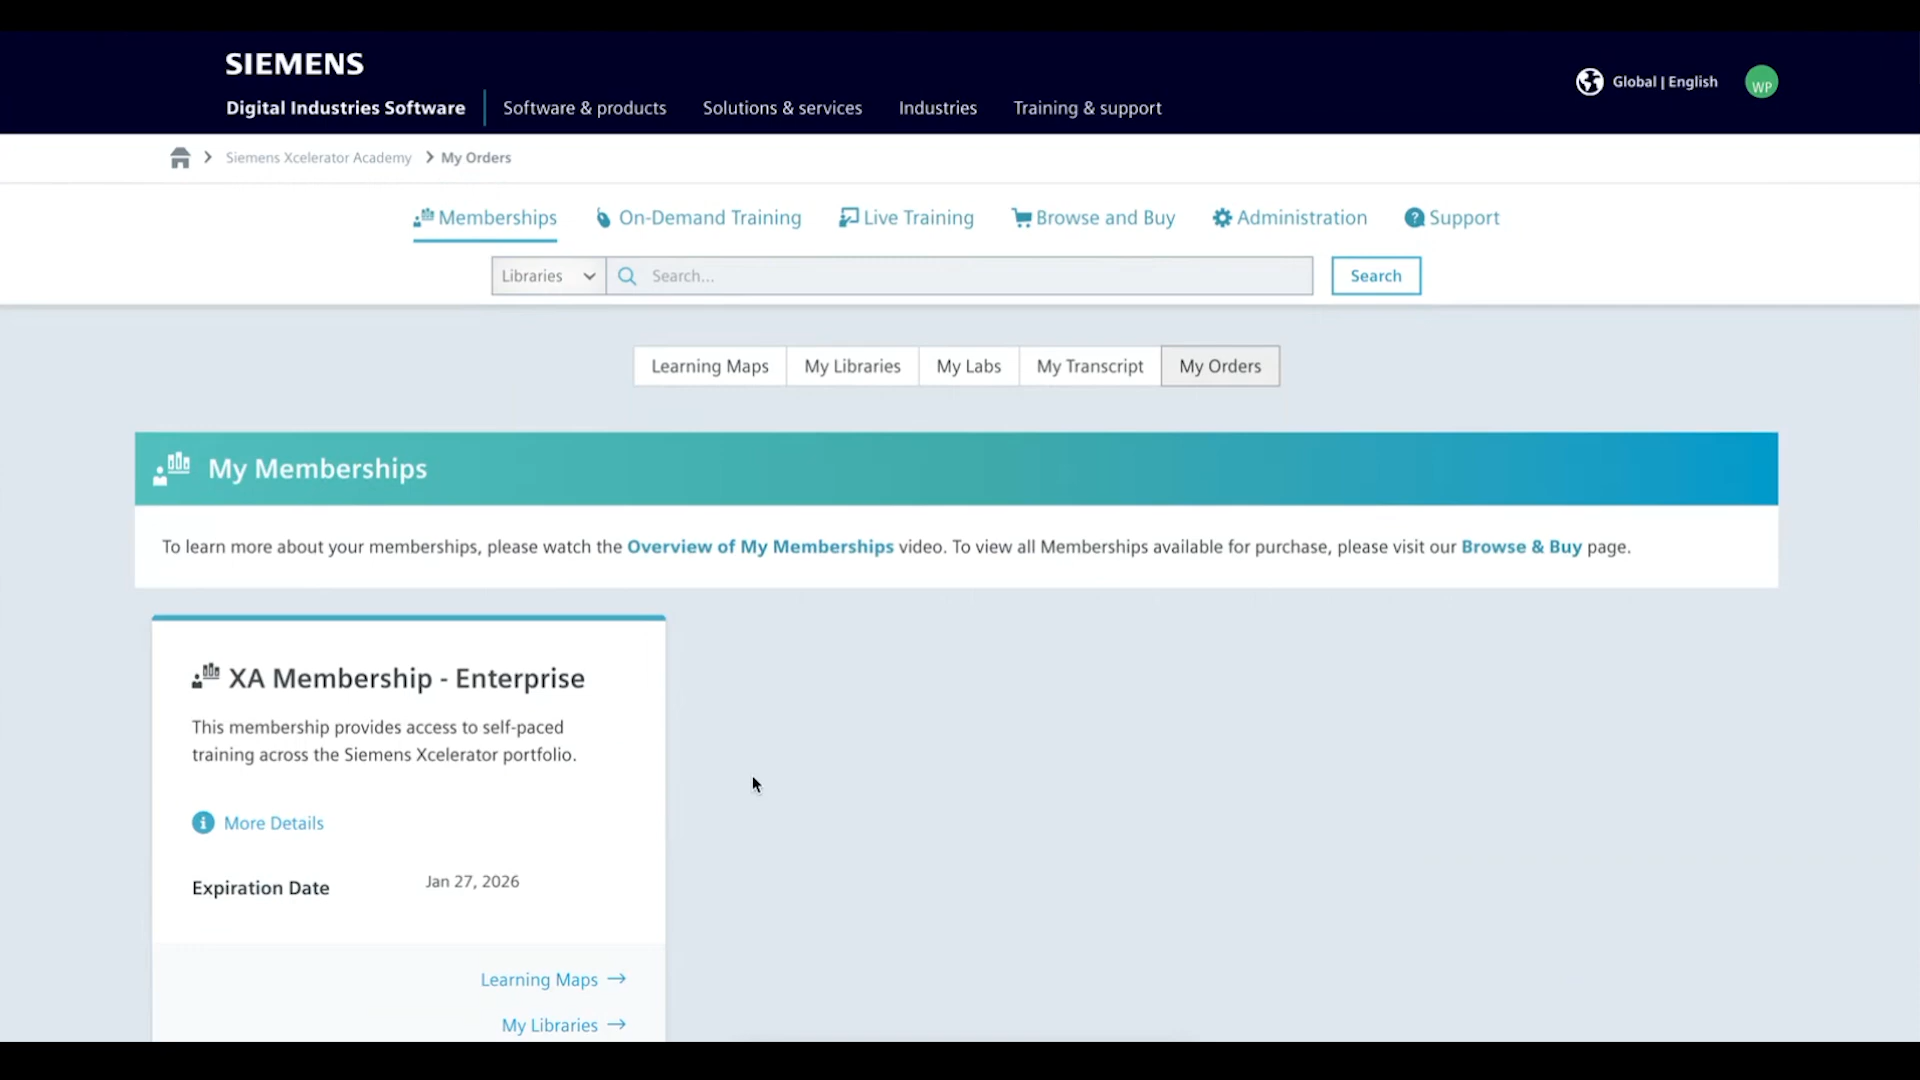 SIEMENS
Global | English
WP
Digital Industries Software
Software & products
Solutions & services
Industries
Training & support
Siemens Xcelerator Academy
My Orders
Memberships
On-Demand Training
Live Training
Browse and Buy
Administration
Support
Libraries
Search...
Search
Learning Maps
My Libraries
My Labs
My Transcript
My Orders
My Memberships
To learn more about your memberships, please watch the Overview of My Memberships video. To view all Memberships available for purchase, please visit our Browse & Buy page.
XA Membership - Enterprise
This membership provides access to self-paced
training across the Siemens Xcelerator portfolio.
More Details
Expiration Date
Jan 27, 2026
Learning Maps
My Libraries